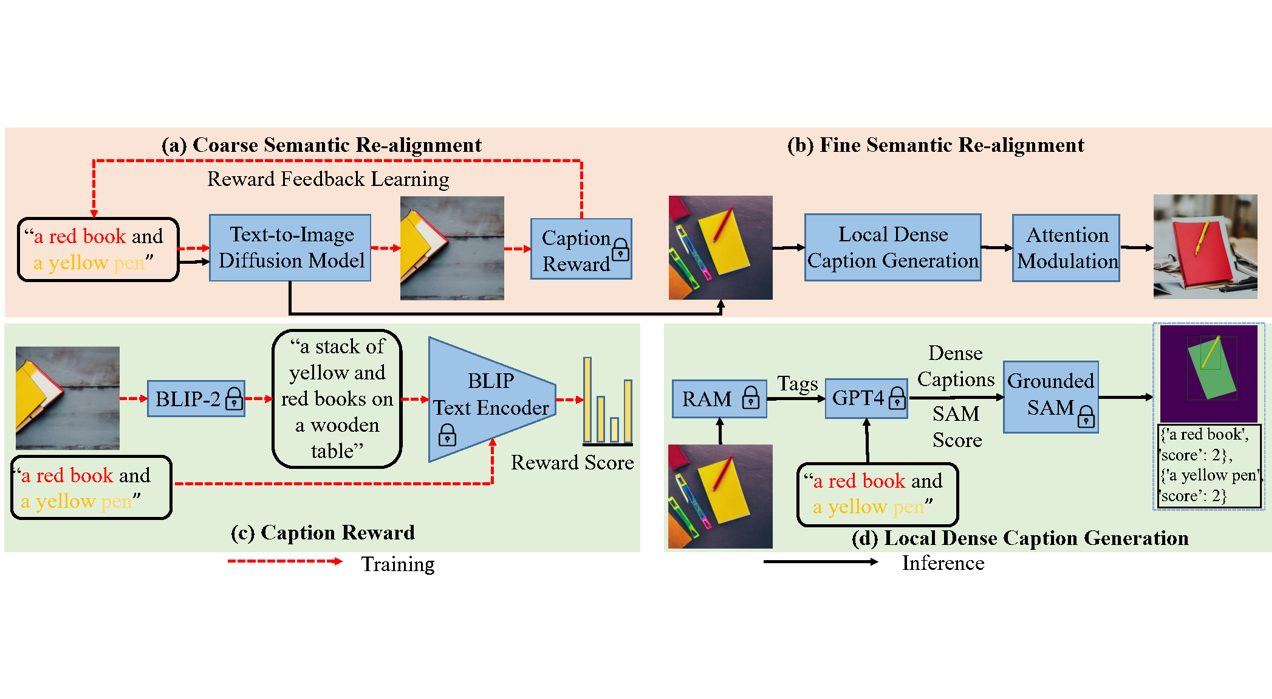 (a) Coarse Semantic Re-alignment
Reward Feedback Learning
“a red book and
a yellow pen”
Text-to-Image
Diffusion Model
Caption
Reward
(b) Fine Semantic Re-alignment
Local Dense
Caption Generation
Attention
Modulation
BLIP-2
“a stack of
yellow and
red books on
a wooden
table”
BLIP
Text Encoder
Reward Score
“a red book and
a yellow pen”
(c) Caption Reward
Training
RAM
Tags
GPT4
Dense
Captions
SAM
Score
Grounded
SAM
{'a red book',
'score': 2},
{'a yellow pen',
'score': 2}
“a red book and
a yellow pen”
(d) Local Dense Caption Generation
Inference